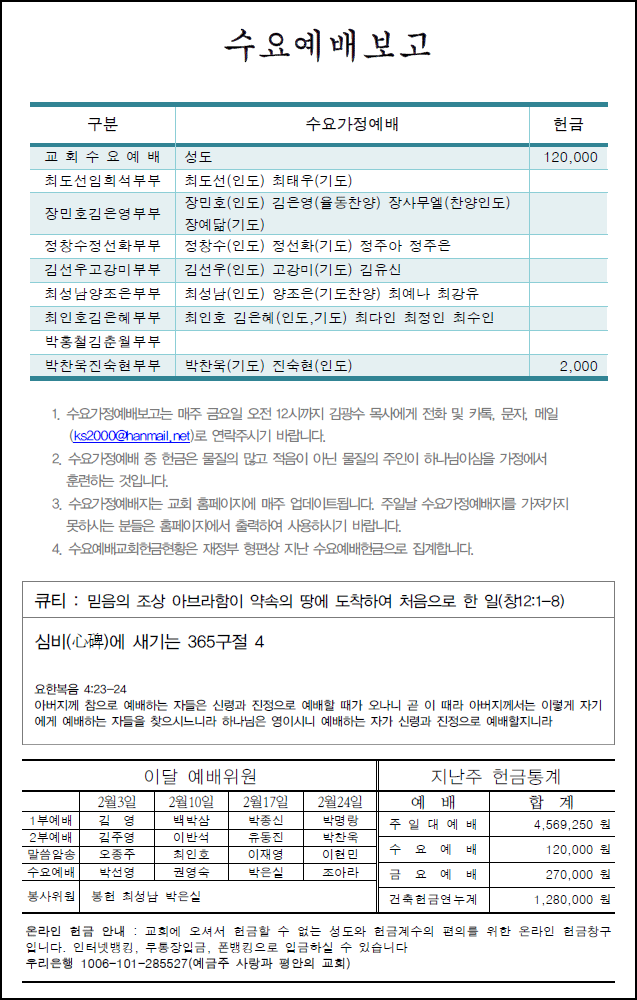 수요예배보고
구분 수요가정예배 헌금
교 회 수 요 예 배 성도 120,000
최도선임희석부부 최도선(인도) 최태우(기도)
장민호김은영부부 장민호(인도) 김은영(율동찬양) 장사무엘(찬양인도)
장예닮(기도)
정창수정선화부부 정창수(인도) 정선화(기도) 정주아 정주은
김선우고강미부부 김선우(인도) 고강미(기도) 김유신
최성남양조은부부 최성남(인도) 양조은(기도찬양) 최예나 최강유
최인호김은혜부부 최인호 김은혜(인도,기도) 최다인 최정인 최수인
박홍철김춘월부부
박찬욱진숙현부부 박찬욱(기도) 진숙현(인도) 2,000
1. 수요가정예배보고는 매주 금요일 오전 12시까지 김광수 목사에게 전화 및 카톡, 문자, 메일
(ks2000@hanmail.net)로 연락주시기 바랍니다.
2. 수요가정예배 중 헌금은 물질의 많고 적음이 아닌 물질의 주인이 하나님이심을 가정에서
훈련하는 것입니다.
3. 수요가정예배지는 교회 홈페이지에 매주 업데이트됩니다. 주일날 수요가정예배지를 가져가지
못하시는 분들은 홈페이지에서 출력하여 사용하시기 바랍니다.
4. 수요예배교회헌금현황은 재정부 형편상 지난 수요예배헌금으로 집계합니다.
큐티 : 믿음의 조상 아브라함이 약속의 땅에 도착하여 처음으로 한 일(창12:1-8)
심비(心碑)에 새기는 365구절 4
요한복음 4:23-24
아버지께 참으로 예배하는 자들은 신령과 진정으로 예배할 때가 오나니 곧 이 때라 아버지께서는 이렇게 자기
에게 예배하는 자들을 찾으시느니라 하나님은 영이시니 예배하는 자가 신령과 진정으로 예배할지니라
이달 예배위원
2월3일 2월10일 2월17일 2월24일
1부예배 김 영 백박삼 박종신 박명랑
2부예배 김주영 이반석 유동진 박찬욱
말씀암송 오종주 최인호 이재영 이현민
수요예배 박선영 권영숙 박은실 조아라
봉사위원 봉헌 최성남 박은실
지난주 헌금통계
예 배 합 계
주 일 대 예 배 4,569,250 원
수 요 예 배 120,000 원
금 요 예 배 270,000 원
건축헌금연누계 1,280,000 원
온라인 헌금 안내 : 교회에 오셔서 헌금할 수 없는 성도와 헌금계수의 편의를 위한 온라인 헌금창구
입니다. 인터넷뱅킹, 무통장입금, 폰뱅킹으로 입금하실 수 있습니다
우리은행 1006-101-285527(예금주 사랑과 평안의 교회)